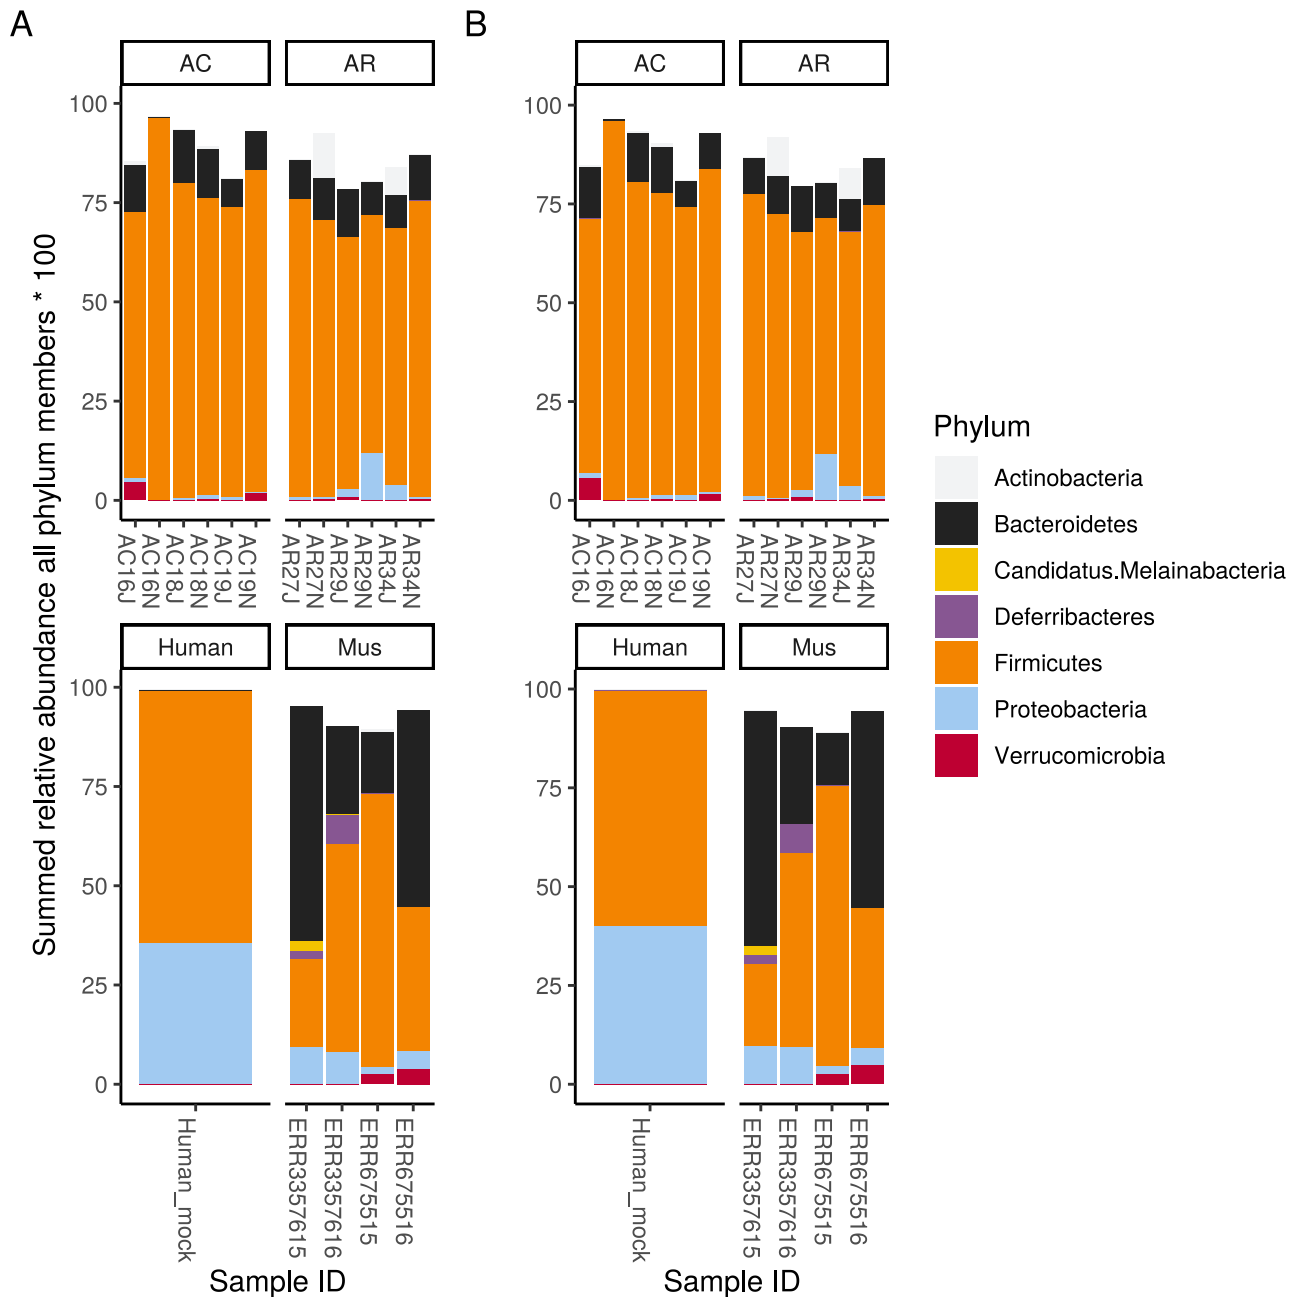 A
B
AC
AR
AC
AR
100
75
50
25
0
100
75
50
25
0
AC16J
AC16N
AC18J
AC18N
AC19J
AC19N
AR27J
AR27N
AR29J
AR29N
AR34J
AR34N
AC16J
AC16N
AC18J
AC18N
AC19J
AC19N
AR27J
AR27N
AR29J
AR29N
AR34J
AR34N
Summed relative abundance all phylum members * 100
Human
Mus
Human
Mus
100
75
50
25
0
100
75
50
25
0
Human_mock
ERR3357615
ERR3357616
ERR675515
ERR675516
Human_mock
ERR3357615
ERR3357616
ERR675515
ERR675516
Sample ID
Sample ID
Phylum
Actinobacteria
Bacteroidetes
Candidatus.Melainabacteria
Deferribacteres
Firmicutes
Proteobacteria
Verrucomicrobia